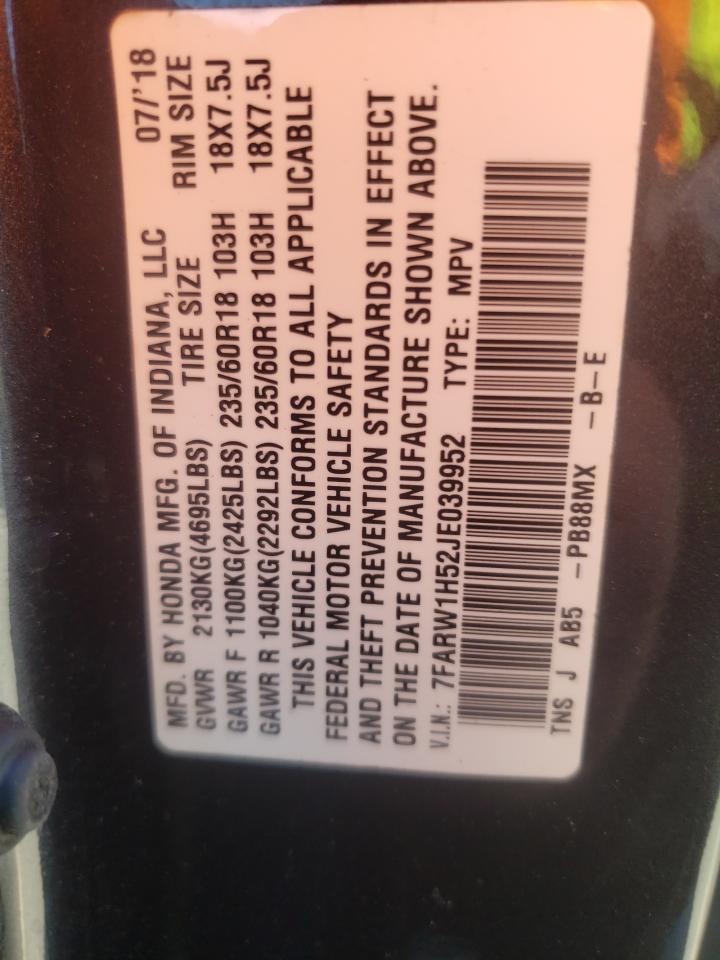 MFD. BY HONDA MFG. OF INDIANA, LLC 07/'18
GVWR 2130KG(4695LBS) TIRE SIZE RIM SIZE
GAWR F 1100KG(2425LBS) 235/60R18 103H 18X7.5J
GAWR R 1040KG(2292LBS) 235/60R18 103H 18X7.5J
THIS VEHICLE CONFORMS TO ALL APPLICABLE
FEDERAL MOTOR VEHICLE SAFETY
AND THEFT PREVENTION STANDARDS IN EFFECT
ON THE DATE OF MANUFACTURE SHOWN ABOVE.
V.I.N.: 7FARW1H52JE039952 TYPE: MPV
TNS J AB5 -PB88MX -B-E